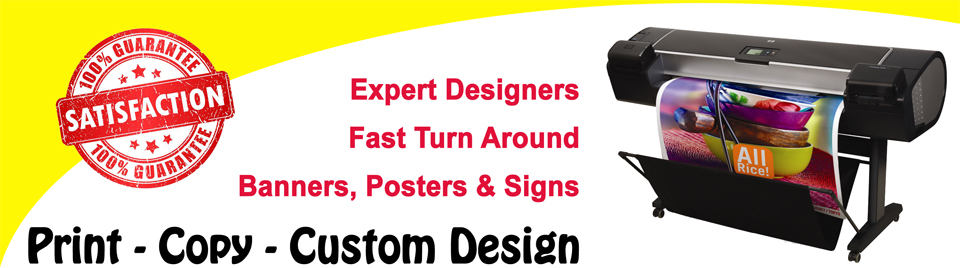 100% GUARANTEE
SATISFACTION
100% GUARANTEE
Expert Designers
Fast Turn Around
Banners, Posters & Signs
Print - Copy - Custom Design
All
Rice!